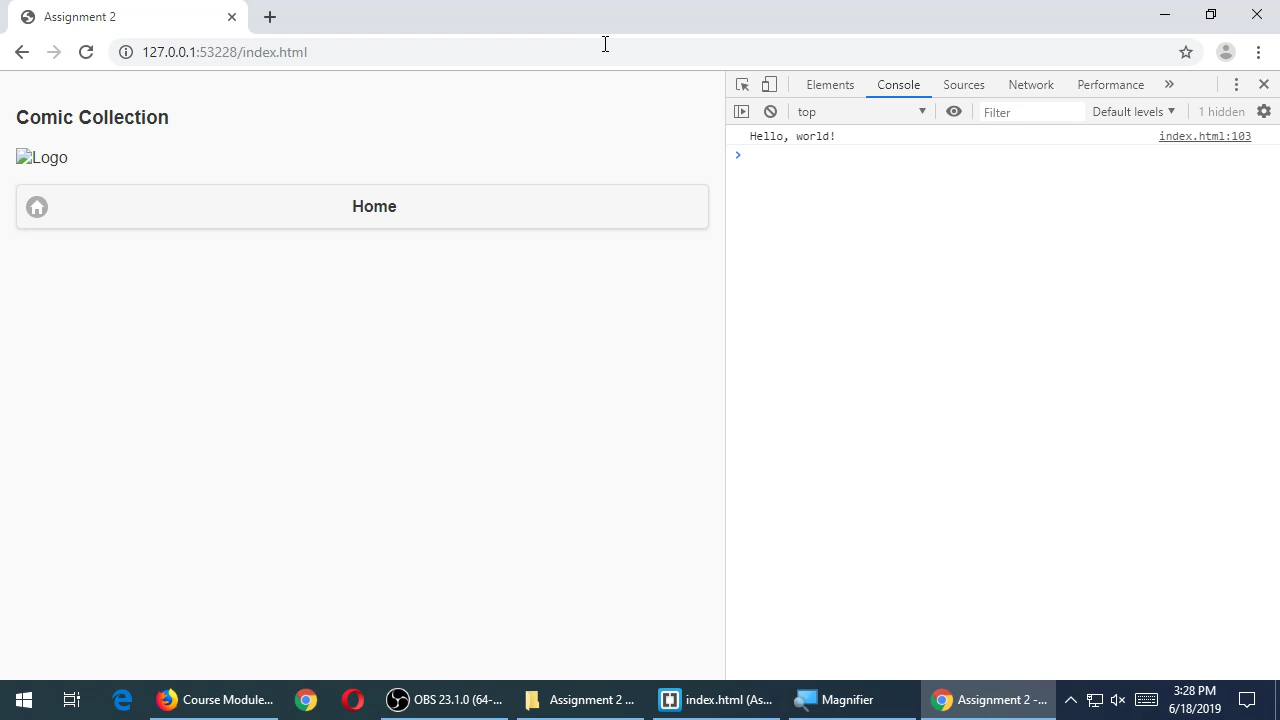 Assignment 2
127.0.0.1:53228/index.html
Comic Collection
Logo
Home
Elements Console Sources Network Performance
top Filter Default levels 1 hidden
Hello, world! index.html:103
Course Module... OBS 23.1.0 (64-... Assignment 2 ... index.html (As... Magnifier Assignment 2 -...
3:28 PM
6/18/2019